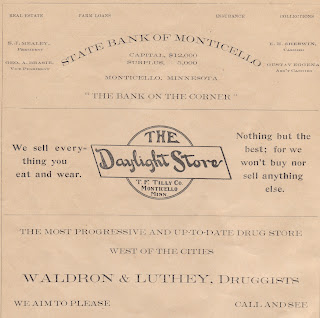 REAL ESTATE FARM LOANS INSURANCE COLLECTIONS
STATE BANK OF MONTICELLO
CAPITAL, $12,000
SURPLUS, 3,000
MONTICELLO, MINNESOTA
"THE BANK ON THE CORNER"
We sell every-
thing you
eat and wear.
THE
Daylight Store
T. F. TILLY CO.
MONTICELLO
MINN.
Nothing but the
best; for we
won't buy nor
sell anything
else.
THE MOST PROGRESSIVE AND UP-TO-DATE DRUG STORE
WEST OF THE CITIES
WALDRON & LUTHEY, DRUGGISTS
WE AIM TO PLEASE CALL AND SEE